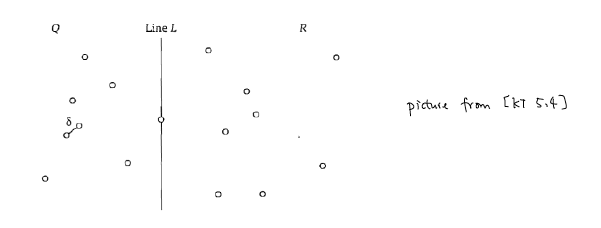 Q Line L R
δ
picture from [KT 5.4]